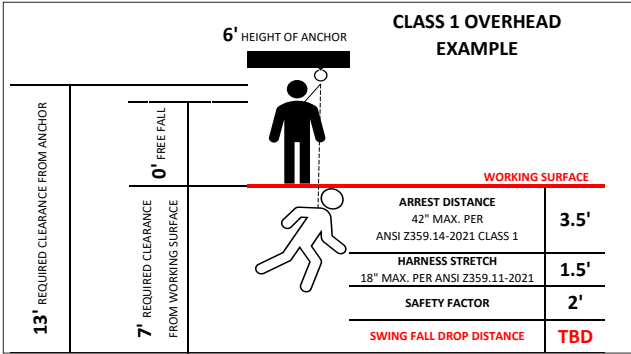 CLASS 1 OVERHEAD
EXAMPLE
6' HEIGHT OF ANCHOR
13' REQUIRED CLEARANCE FROM ANCHOR
0' FREE FALL
7' REQUIRED CLEARANCE
FROM WORKING SURFACE
WORKING SURFACE
ARREST DISTANCE
42" MAX. PER
ANSI Z359.14-2021 CLASS 1
3.5'
HARNESS STRETCH
18" MAX. PER ANSI Z359.11-2021
1.5'
SAFETY FACTOR
2'
SWING FALL DROP DISTANCE
TBD